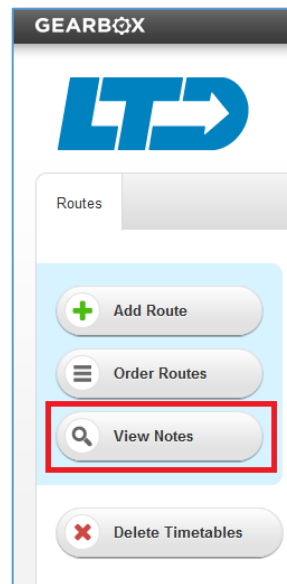 GEARBOX
LTD
Routes
Add Route
Order Routes
View Notes
Delete Timetables